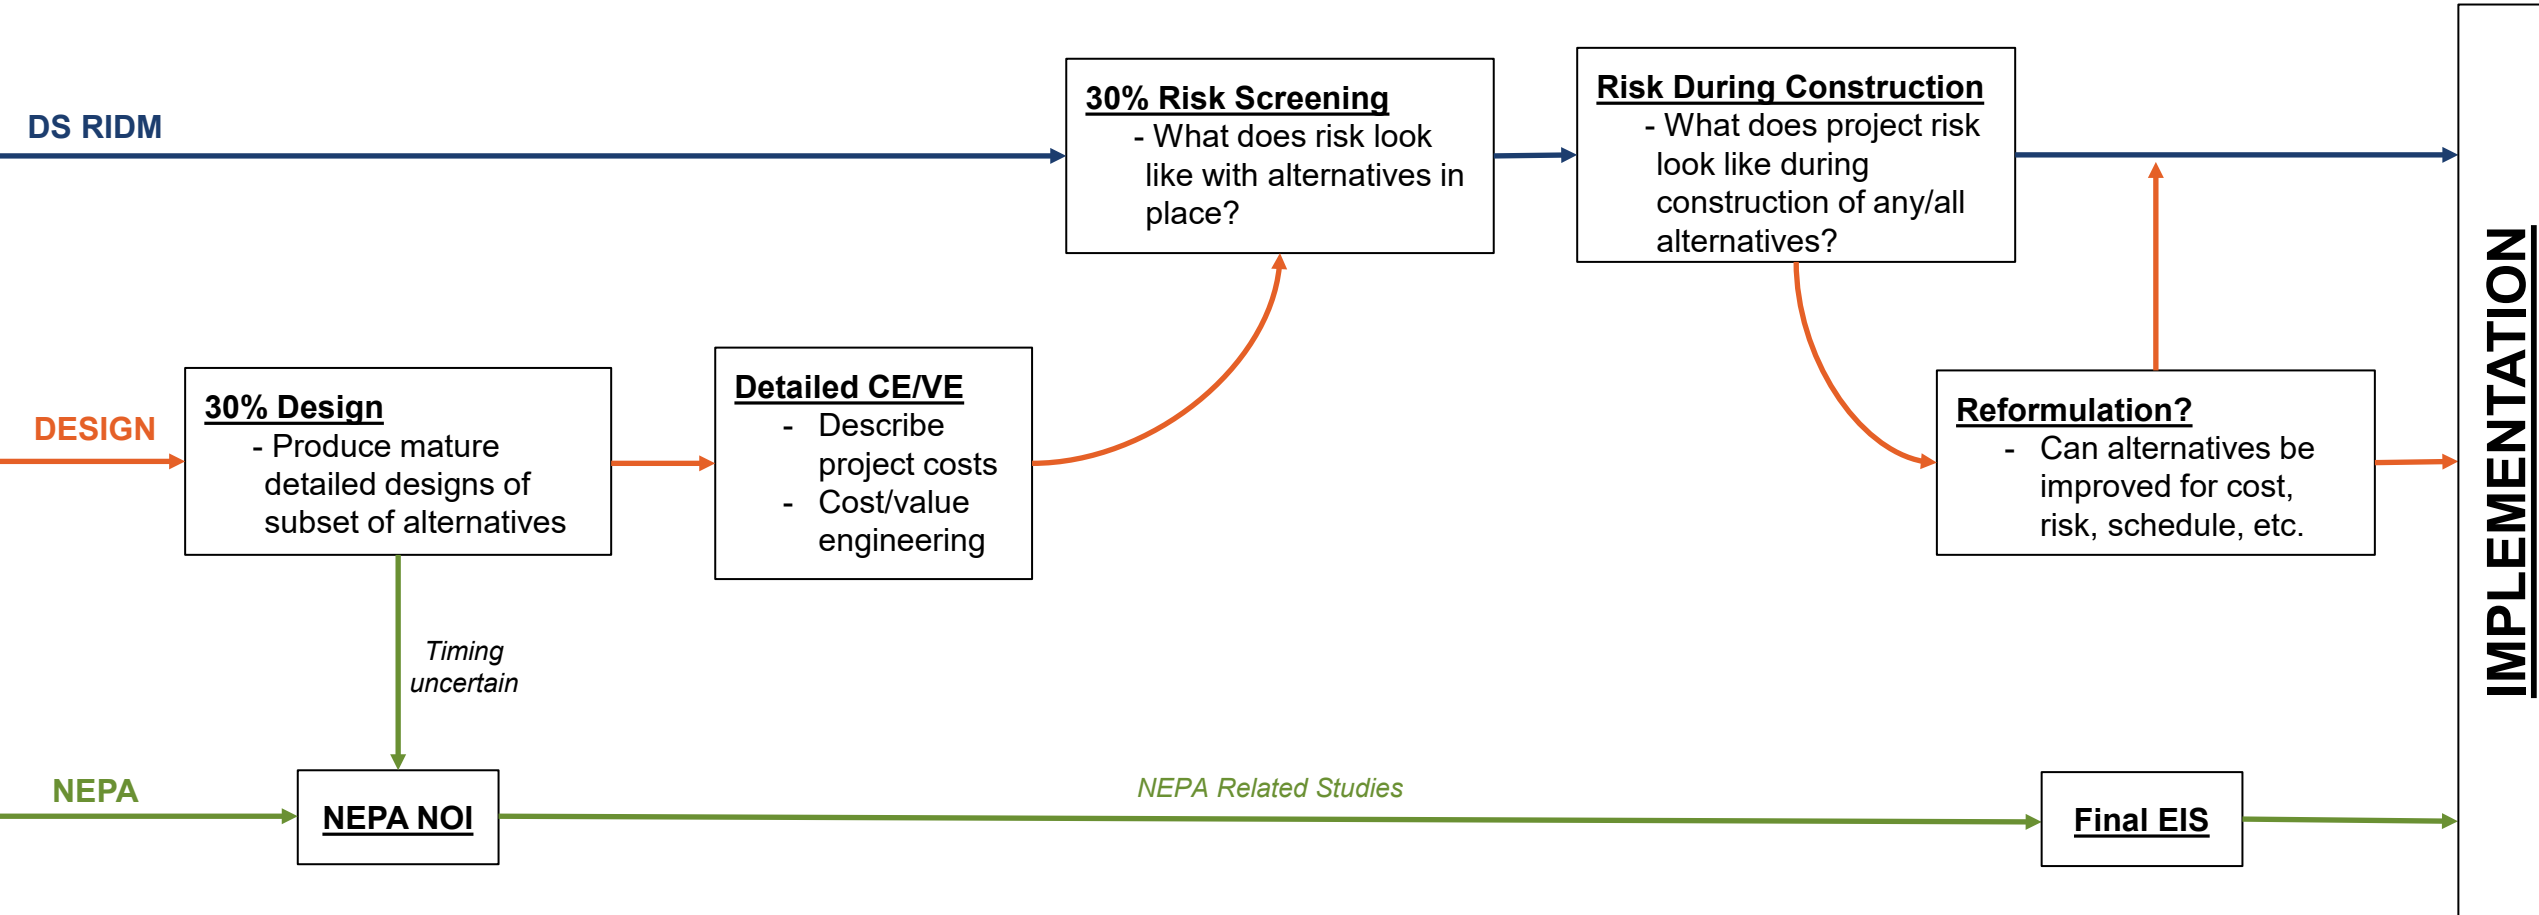 DS RIDM
30% Risk Screening
- What does risk look
like with alternatives in
place?
Risk During Construction
- What does project risk
look like during
construction of any/all
alternatives?
DESIGN
30% Design
- Produce mature
detailed designs of
subset of alternatives
Detailed CE/VE
- Describe
project costs
- Cost/value
engineering
Reformulation?
- Can alternatives be
improved for cost,
risk, schedule, etc.
Timing
uncertain
NEPA
NEPA NOI
NEPA Related Studies
Final EIS
IMPLEMENTATION